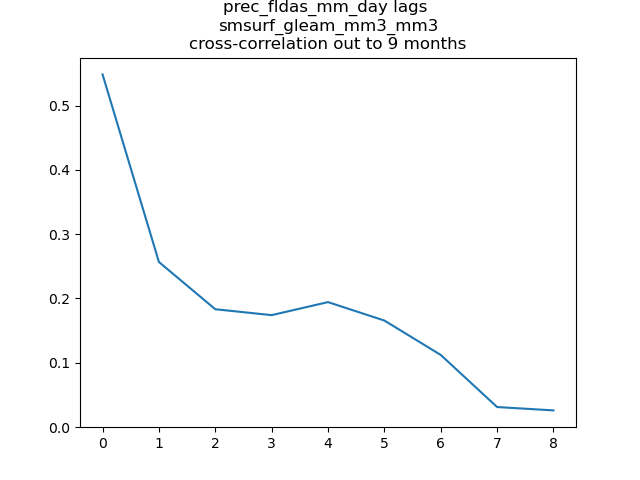 prec_fldas_mm_day lags
smsurf_gleam_mm3_mm3
cross-correlation out to 9 months
0.5
0.4
0.3
0.2
0.1
0.0
0 1 2 3 4 5 6 7 8